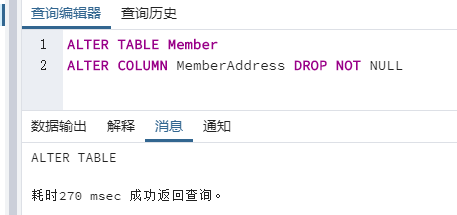 查询编辑器 查询历史
1 ALTER TABLE Member
2 ALTER COLUMN MemberAddress DROP NOT NULL
数据输出 解释 消息 通知
ALTER TABLE
耗时270 msec 成功返回查询。